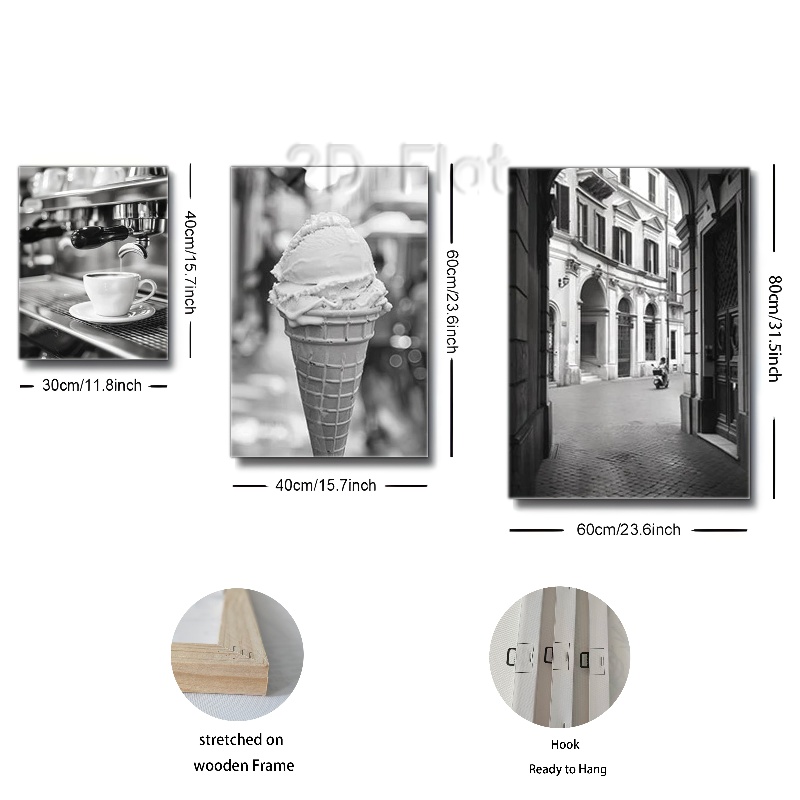 2D Flat
40cm/15.7inch
30cm/11.8inch
60cm/23.6inch
40cm/15.7inch
80cm/31.5inch
60cm/23.6inch
stretched on
wooden Frame
Hook
Ready to Hang